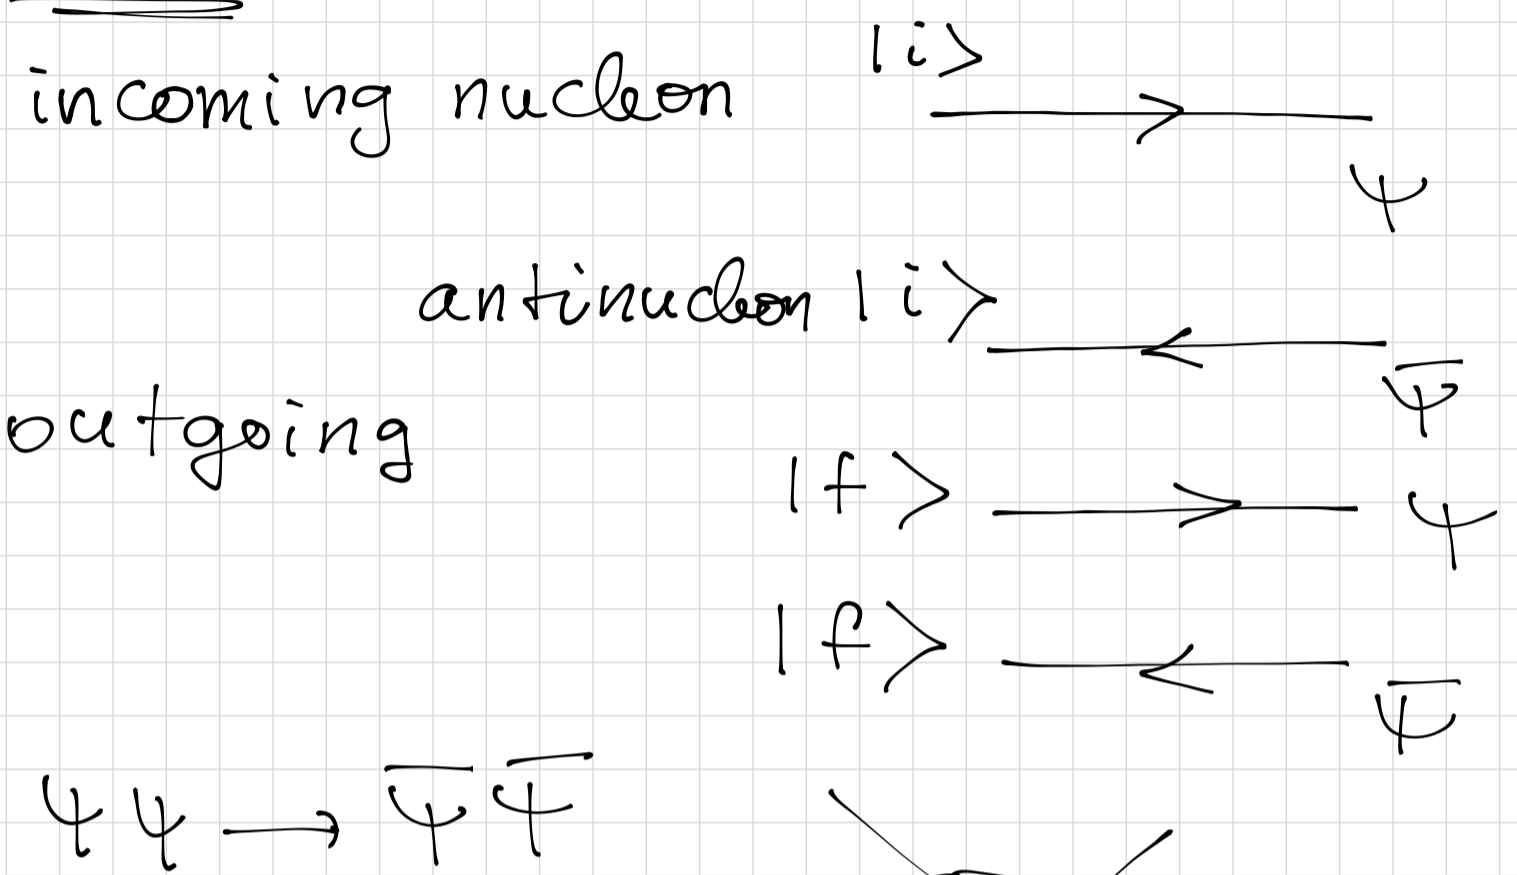 incoming nucleon |i>
ψ
antinucleon |i>
ψ̅
outgoing
|f> ψ
|f>
ψ̅
ψψ → ψ̅ ψ̅